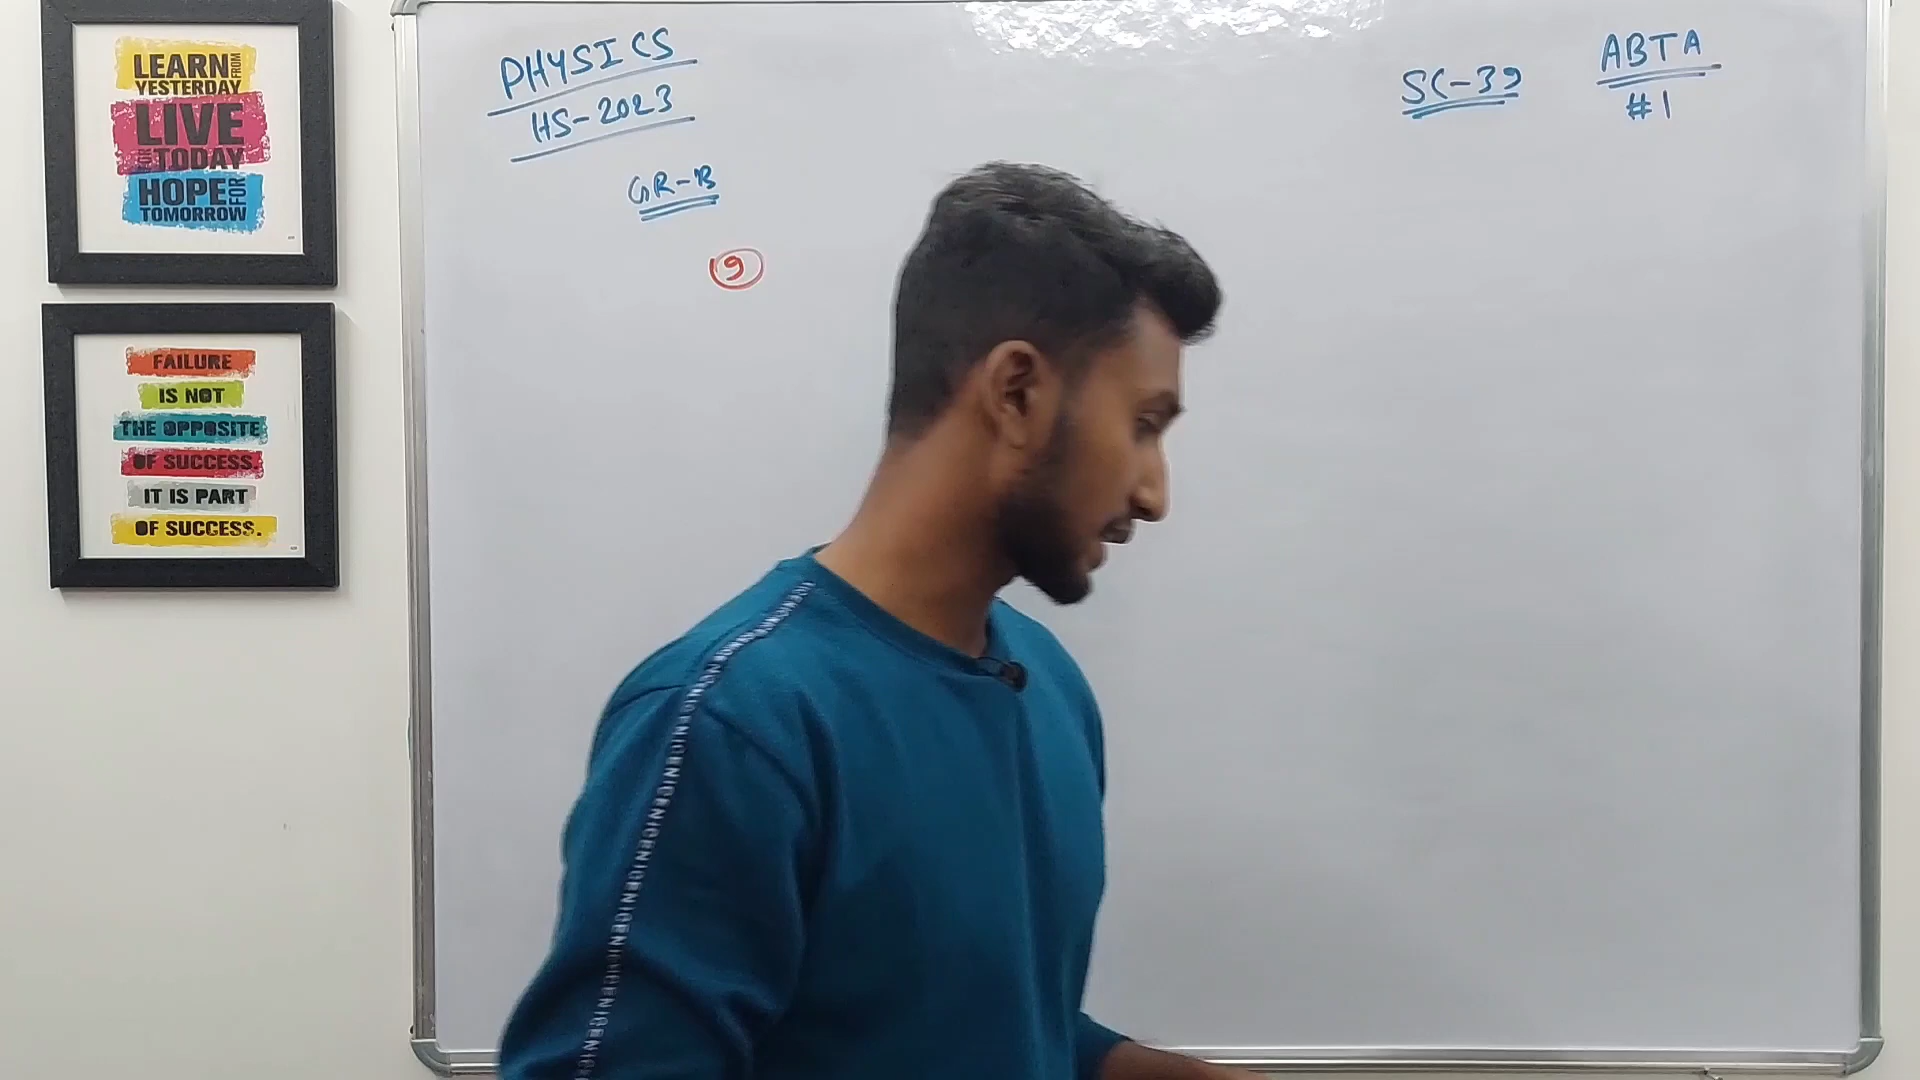 LEARN FROM
YESTERDAY
LIVE
FOR TODAY
HOPE FOR
TOMORROW
FAILURE
IS NOT
THE OPPOSITE
OF SUCCESS.
IT IS PART
OF SUCCESS.
PHYSICS
HS-2023
GR-B
9
SC-39
ABTA
#1